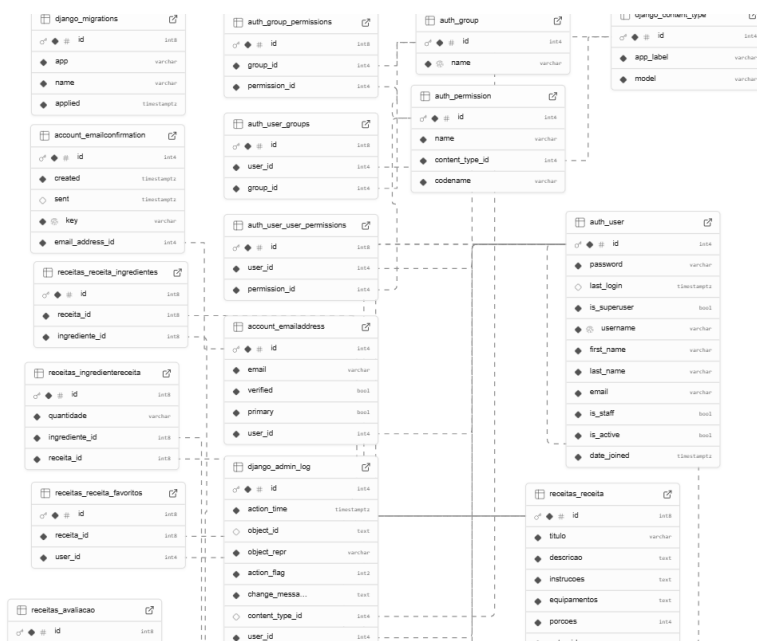 django_migrations
id int8
app varchar
name varchar
applied timestamptz
account_emailconfirmation
id int4
created timestamptz
sent timestamptz
key varchar
email_address_id int4
receitas_receita_ingredientes
id int8
receita_id int8
ingrediente_id int8
receitas_ingredientereceita
id int8
quantidade varchar
ingrediente_id int8
receita_id int8
receitas_receita_favoritos
id int8
receita_id int8
user_id int4
receitas_avaliacao
id int8
auth_group_permissions
id int8
group_id int4
permission_id int4
auth_user_groups
id int8
user_id int4
group_id int4
auth_user_user_permissions
id int8
user_id int4
permission_id int4
account_emailaddress
id int4
email varchar
verified bool
primary bool
user_id int4
django_admin_log
id int4
action_time timestamptz
object_id text
object_repr varchar
action_flag int2
change_messa... text
content_type_id int4
user_id int4
auth_group
id int4
name varchar
auth_permission
id int4
name varchar
content_type_id int4
codename varchar
django_content_type
id int4
app_label varchar
model varchar
auth_user
id int4
password varchar
last_login timestamptz
is_superuser bool
username varchar
first_name varchar
last_name varchar
email varchar
is_staff bool
is_active bool
date_joined timestamptz
receitas_receita
id int8
titulo varchar
descricao text
instrucoes text
equipamentos text
porcoes int4